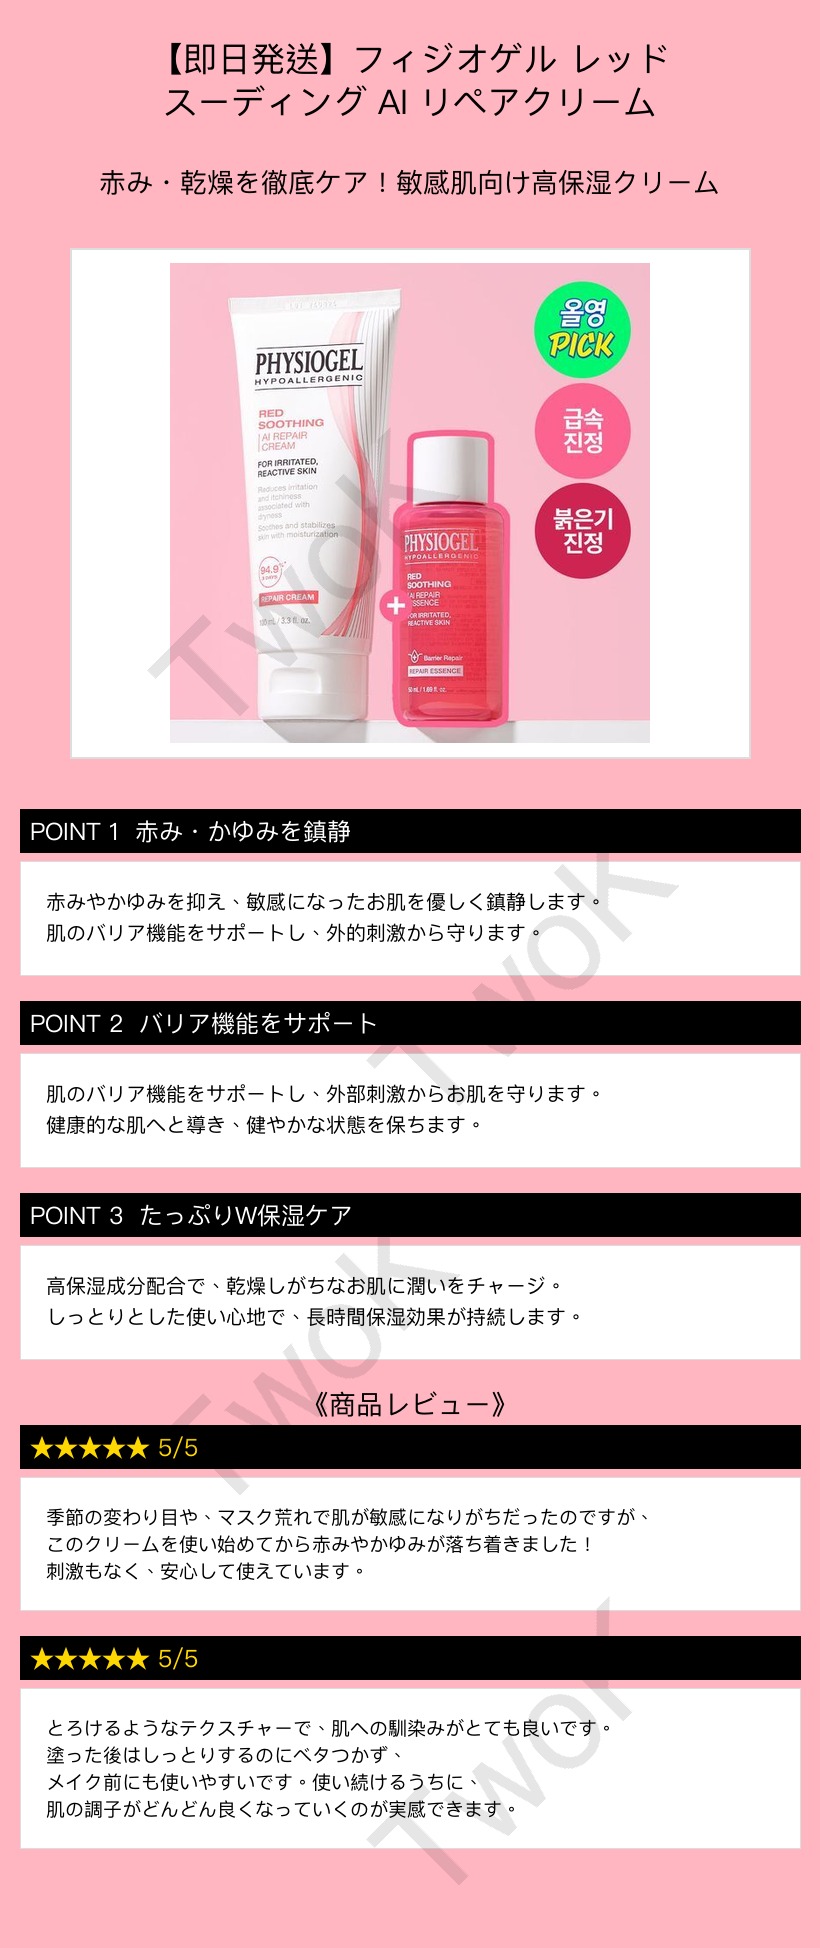 【即日発送】フィジオゲル レッド
スーディング AI リペアクリーム
赤み・乾燥を徹底ケア！敏感肌向け高保湿クリーム
PHYSIOGEL
HYPOALLERGENIC
RED
SOOTHING
AI REPAIR
CREAM
FOR IRRITATED,
REACTIVE SKIN
Reduces irritation
and itchiness
associated with
dryness
Soothes and stabilizes
skin with moisturization
94.9%
REPAIR CREAM
100 mL / 3.3 fl. oz.
PHYSIOGEL
HYPOALLERGENIC
RED
SOOTHING
AI REPAIR
ESSENCE
FOR IRRITATED,
REACTIVE SKIN
Barrier Repair
REPAIR ESSENCE
50 mL / 1.69 fl. oz.
+
올영
PICK
급속
진정
붉은기
진정
TwoK
POINT 1 赤み・かゆみを鎮静
赤みやかゆみを抑え、敏感になったお肌を優しく鎮静します。
肌のバリア機能をサポートし、外的刺激から守ります。
TwoK
POINT 2 バリア機能をサポート
肌のバリア機能をサポートし、外部刺激からお肌を守ります。
健康的な肌へと導き、健やかな状態を保ちます。
POINT 3 たっぷりW保湿ケア
高保湿成分配合で、乾燥しがちなお肌に潤いをチャージ。
しっとりとした使い心地で、長時間保湿効果が持続します。
TwoK
《商品レビュー》
★★★★★ 5/5
季節の変わり目や、マスク荒れで肌が敏感になりがちだったのですが、
このクリームを使い始めてから赤みやかゆみが落ち着きました！
刺激もなく、安心して使えています。
★★★★★ 5/5
とろけるようなテクスチャーで、肌への馴染みがとても良いです。
塗った後はしっとりするのにベタつかず、
メイク前にも使いやすいです。使い続けるうちに、
肌の調子がどんどん良くなっていくのが実感できます。
TwoK